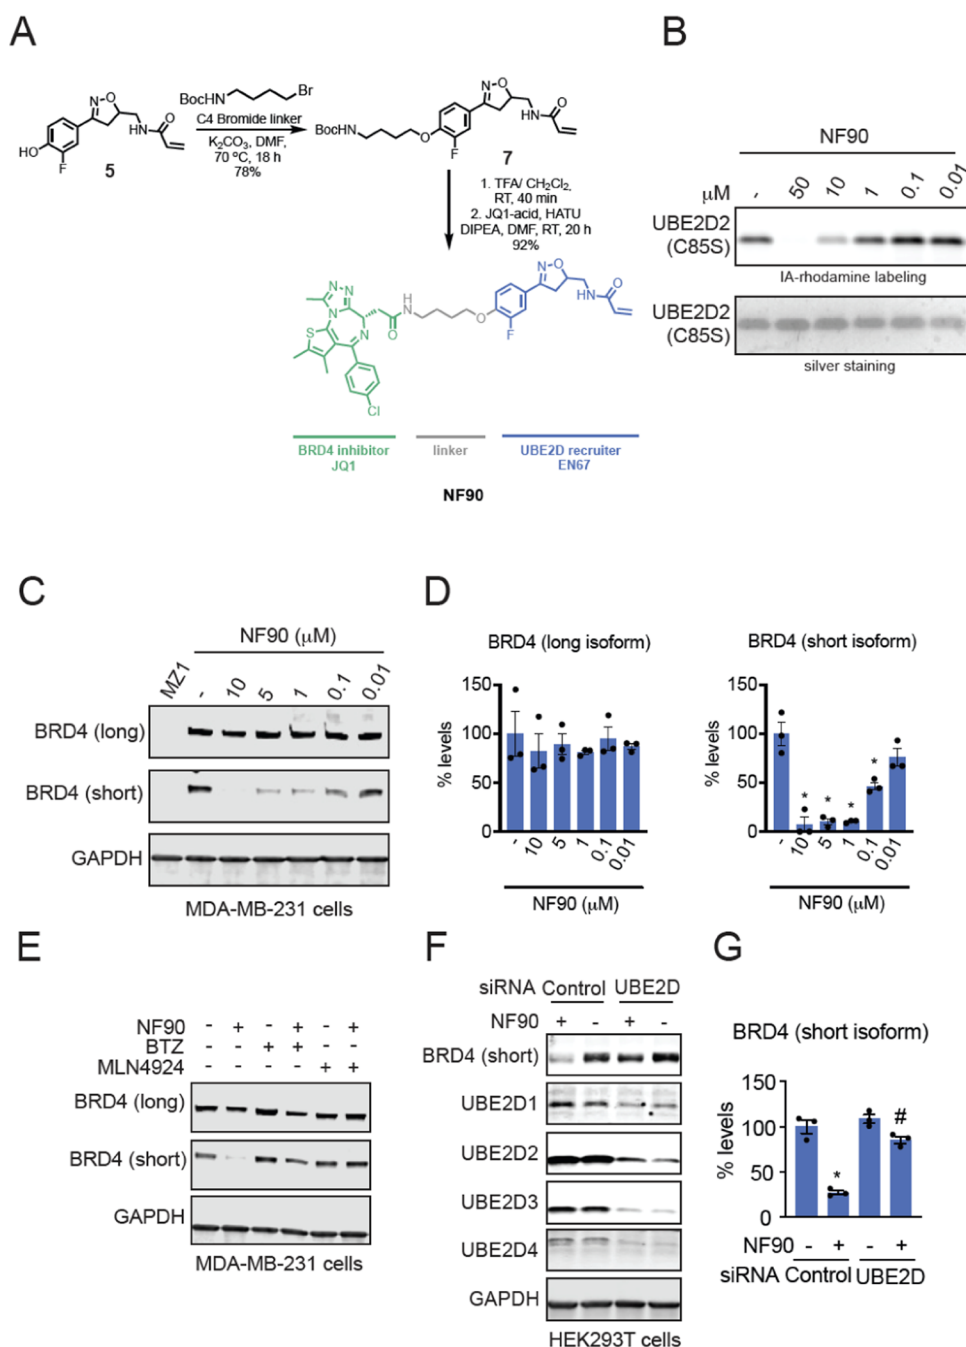 A
BocHN
Br
C4 Bromide linker
K₂CO₃, DMF,
70 ºC, 18 h
78%
N O
HN
O
HO
F
5
BocHN
O
F
N O
HN
O
7
1. TFA/ CH₂Cl₂,
RT, 40 min
2. JQ1-acid, HATU
DIPEA, DMF, RT, 20 h
92%
N N
N
S
N
O
H
N
Cl
O
F
N O
HN
O
BRD4 inhibitor
JQ1
linker
UBE2D recruiter
EN67
NF90
B
NF90
μM - 50 10 1 0.1 0.01
UBE2D2
(C85S)
IA-rhodamine labeling
UBE2D2
(C85S)
silver staining
C
NF90 (μM)
MZ1 - 10 5 1 0.1 0.01
BRD4 (long)
BRD4 (short)
GAPDH
MDA-MB-231 cells
D
BRD4 (long isoform)
% levels
150
100
50
0
- 10 5 1 0.1 0.01
NF90 (μM)
BRD4 (short isoform)
% levels
150
100
50
0
* * * *
- 10 5 1 0.1 0.01
NF90 (μM)
E
NF90 - + - + - +
BTZ - - + + - -
MLN4924 - - - - + +
BRD4 (long)
BRD4 (short)
GAPDH
MDA-MB-231 cells
F
siRNA Control UBE2D
NF90 + - + -
BRD4 (short)
UBE2D1
UBE2D2
UBE2D3
UBE2D4
GAPDH
HEK293T cells
G
BRD4 (short isoform)
% levels
150
100
50
0
* #
NF90 - + - +
siRNA Control UBE2D